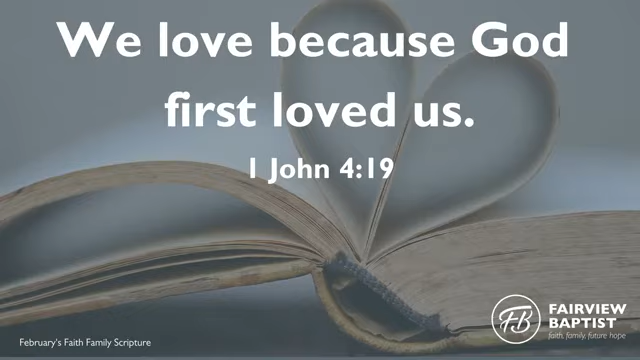 We love because God
first loved us.
1 John 4:19
FAIRVIEW
BAPTIST
faith, family, future hope
FB
February's Faith Family Scripture